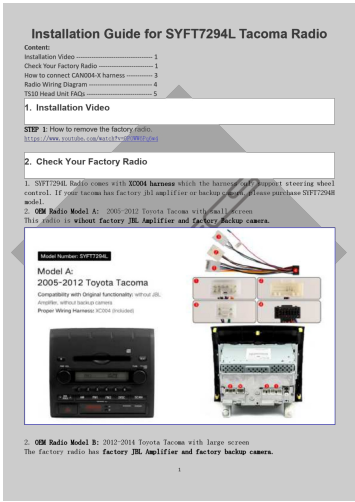 Installation Guide for SYFT7294L Tacoma Radio
Content:
Installation Video ------------------------------------ 1
Check Your Factory Radio -------------------------- 1
How to connect CAN004-X harness ------------ 3
Radio Wiring Diagram ------------------------------- 4
TS10 Head Unit FAQs -------------------------------- 5
1. Installation Video
STEP 1: How to remove the factory radio.
2. Check Your Factory Radio
1. SYFT7294L Radio comes with XC004 harness which the harness only support steering wheel
control. If your tacoma has factory jbl amplifier or backup camera, please purchase SYFT7294B
model.
2. OEM Radio Model A: 2005-2012 Toyota Tacoma with small screen
This radio is wihout factory JBL Amplifier and Factory Backup camera.
Model Number: SYFT7294L
Model A:
2005-2012 Toyota Tacoma
Compatibility with Original functionality: without JBL
Amplifier, without backup camera
Proper Wiring Harness: XC004 (Included)
2. OEM Radio Model B: 2012-2014 Toyota Tacoma with large screen
The factory radio has factory JBL Amplifier and factory backup camera.
1